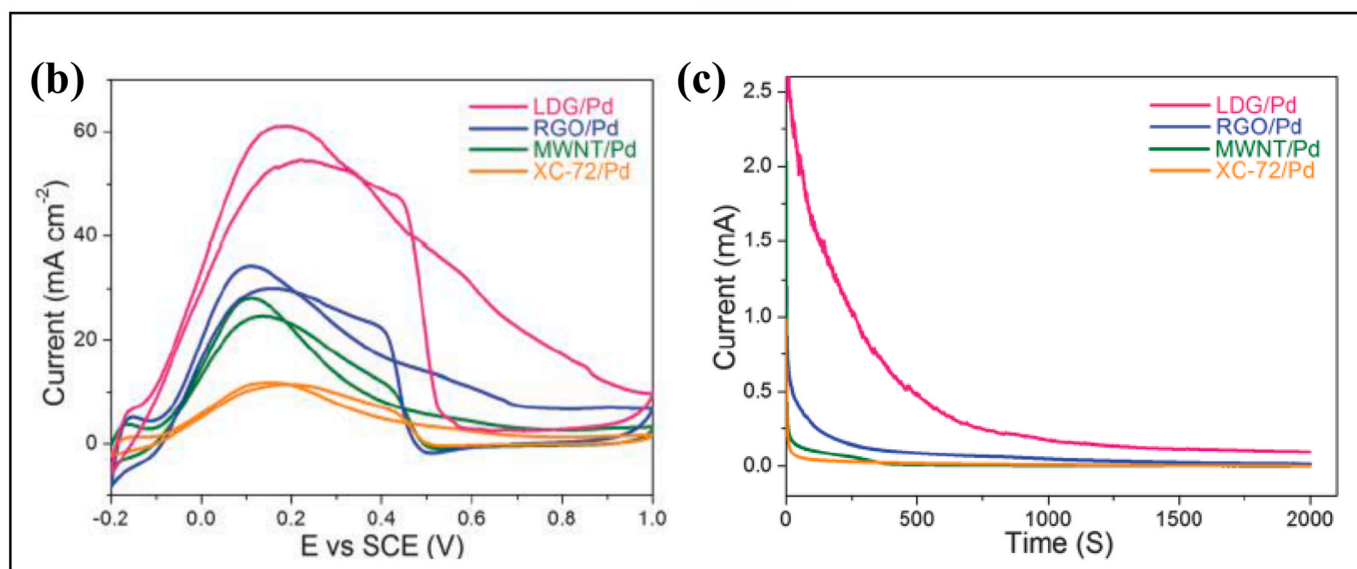 (b)
LDG/Pd
RGO/Pd
MWNT/Pd
XC-72/Pd
60
40
20
0
Current (mA cm⁻²)
-0.2
0.0
0.2
0.4
0.6
0.8
1.0
E vs SCE (V)
(c)
LDG/Pd
RGO/Pd
MWNT/Pd
XC-72/Pd
2.5
2.0
1.5
1.0
0.5
0.0
Current (mA)
0
500
1000
1500
2000
Time (S)